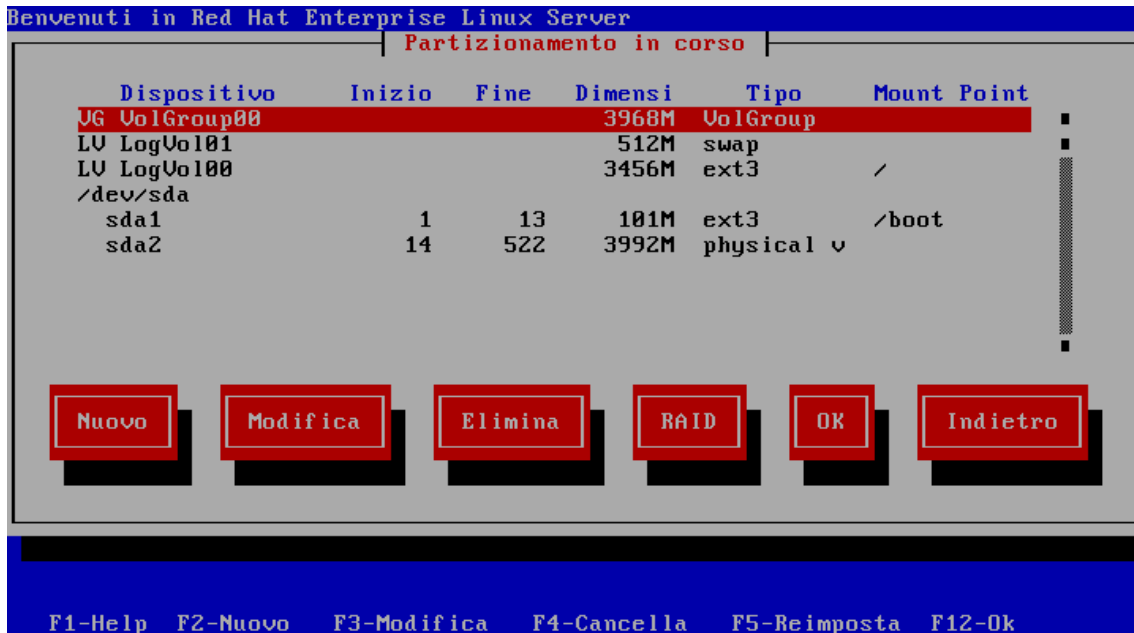 Benvenuti in Red Hat Enterprise Linux Server
Partizionamento in corso
Dispositivo Inizio Fine Dimensi Tipo Mount Point
VG VolGroup00 3968M VolGroup
LV LogVol01 512M swap
LV LogVol00 3456M ext3 /
/dev/sda
sda1 1 13 101M ext3 /boot
sda2 14 522 3992M physical v
Nuovo Modifica Elimina RAID OK Indietro
F1-Help F2-Nuovo F3-Modifica F4-Cancella F5-Reimposta F12-Ok